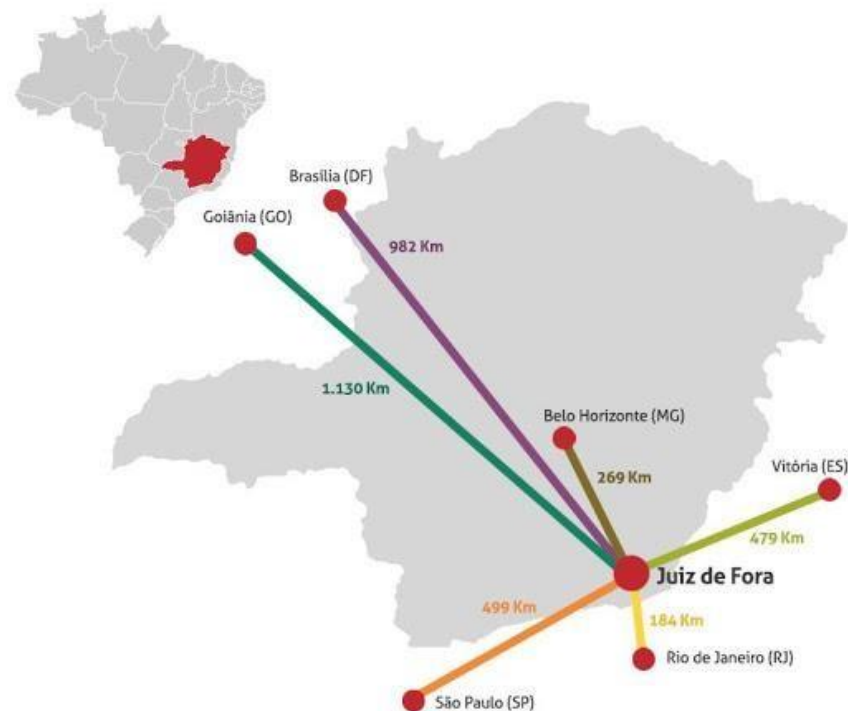 Brasília (DF)
Goiânia (GO)
982 Km
1.130 Km
Belo Horizonte (MG)
269 Km
Vitória (ES)
479 Km
Juiz de Fora
499 Km
184 Km
Rio de Janeiro (RJ)
São Paulo (SP)